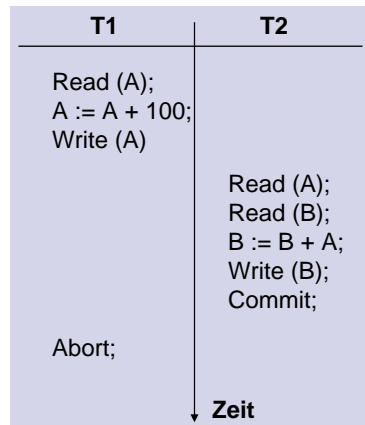 T1 T2
Read (A);
A := A + 100;
Write (A)
Read (A);
Read (B);
B := B + A;
Write (B);
Commit;
Abort;
Zeit